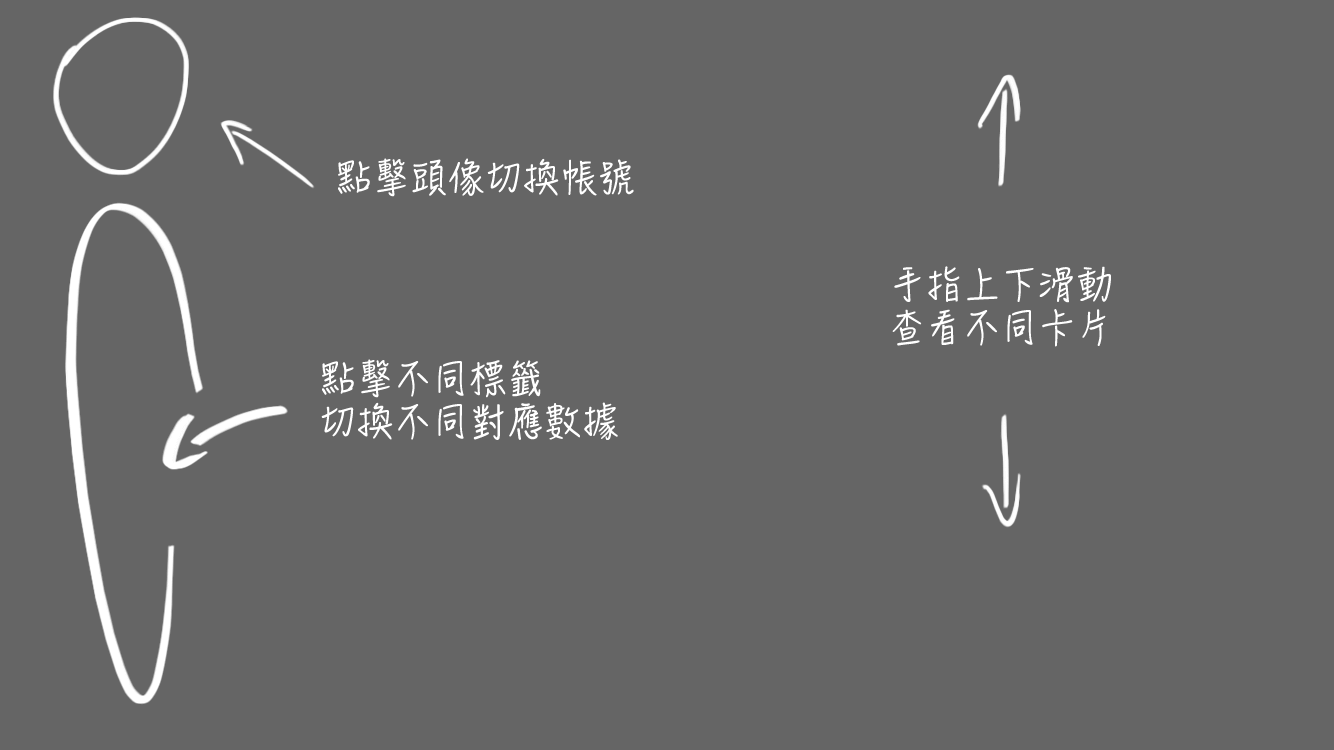 點擊頭像切換帳號
點擊不同標籤
切換不同對應數據
手指上下滑動
查看不同卡片